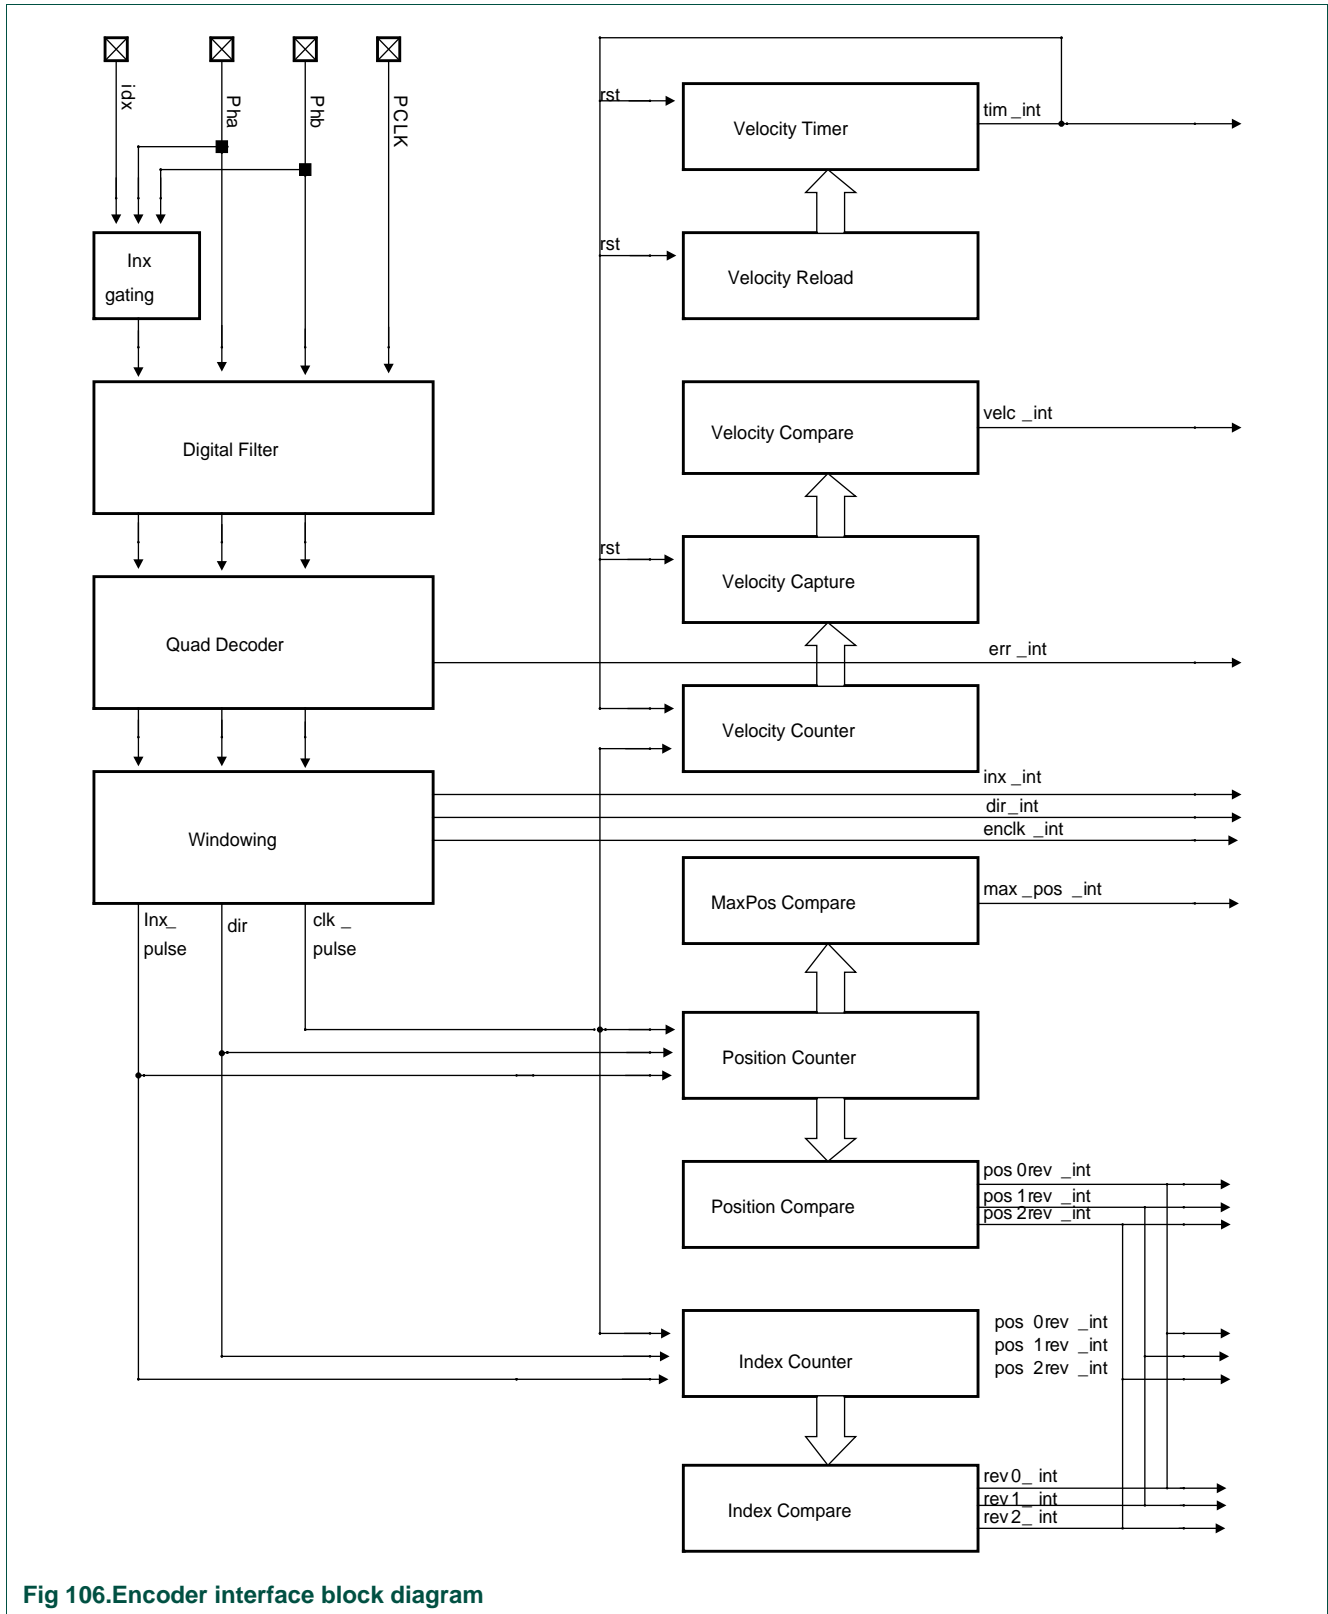 idx
Pha
Phb
PCLK
Inx
gating
Digital Filter
Quad Decoder
Windowing
Inx_
pulse
dir
clk _
pulse
rst
Velocity Timer
tim _int
rst
Velocity Reload
Velocity Compare
velc _int
rst
Velocity Capture
err _int
Velocity Counter
inx _int
dir _int
enclk _int
MaxPos Compare
max _pos _int
Position Counter
Position Compare
pos 0rev _int
pos 1rev _int
pos 2rev _int
Index Counter
pos 0rev _int
pos 1rev _int
pos 2rev _int
Index Compare
rev0_ int
rev1_ int
rev2_ int
Fig 106.Encoder interface block diagram